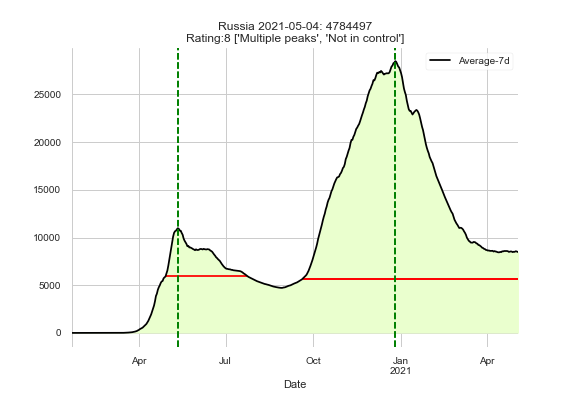 Russia 2021-05-04: 4784497
Rating:8 ['Multiple peaks', 'Not in control']
Average-7d
25000
20000
15000
10000
5000
0
Apr
Jul
Oct
Jan
2021
Apr
Date